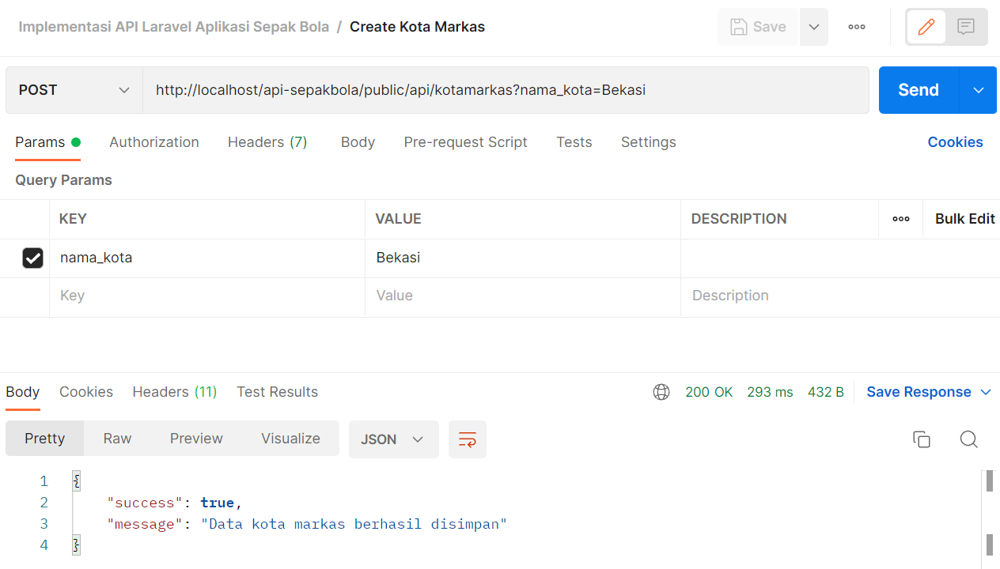 Implementasi API Laravel Aplikasi Sepak Bola / Create Kota Markas Save
POST http://localhost/api-sepakbola/public/api/kotamarkas?nama_kota=Bekasi Send
Params Authorization Headers (7) Body Pre-request Script Tests Settings Cookies
Query Params
KEY VALUE DESCRIPTION Bulk Edit
nama_kota Bekasi
Key Value Description
Body Cookies Headers (11) Test Results 200 OK 293 ms 432 B Save Response
Pretty Raw Preview Visualize JSON
1 {
2 "success": true,
3 "message": "Data kota markas berhasil disimpan"
4 }